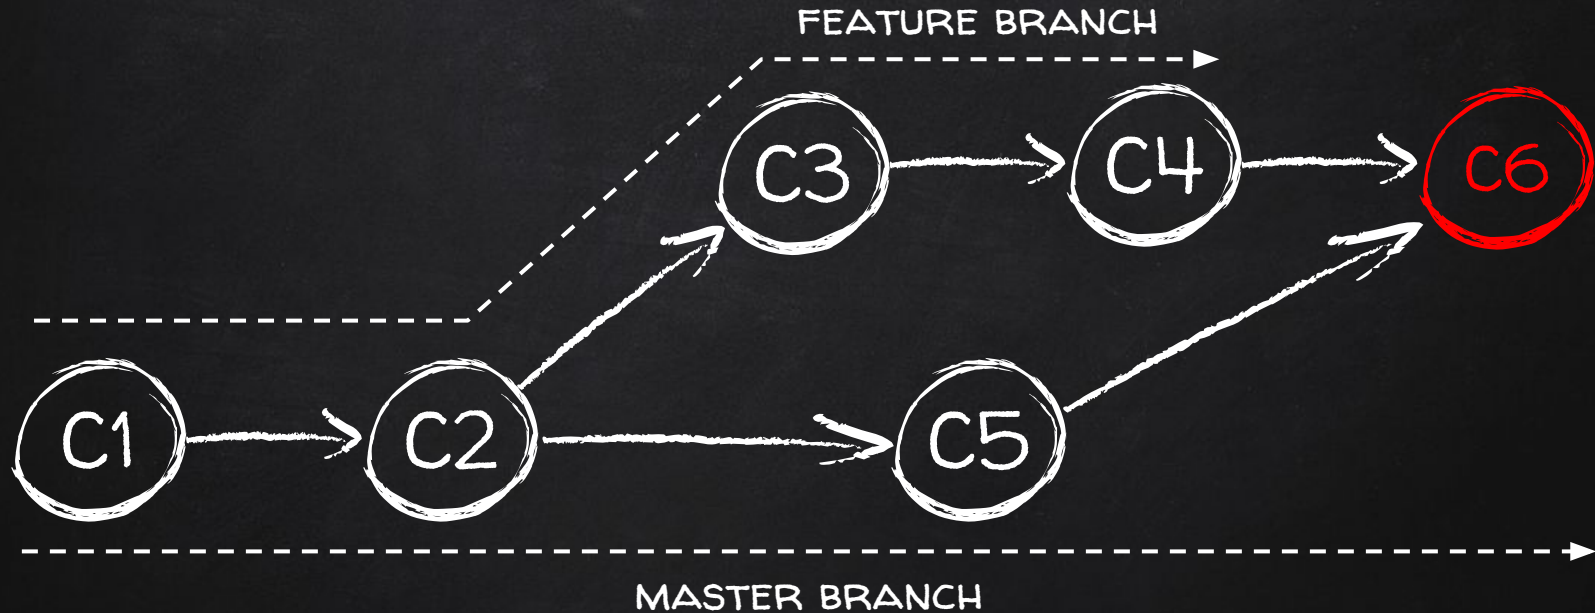 FEATURE BRANCH
C3
C4
C6
C1
C2
C5
MASTER BRANCH